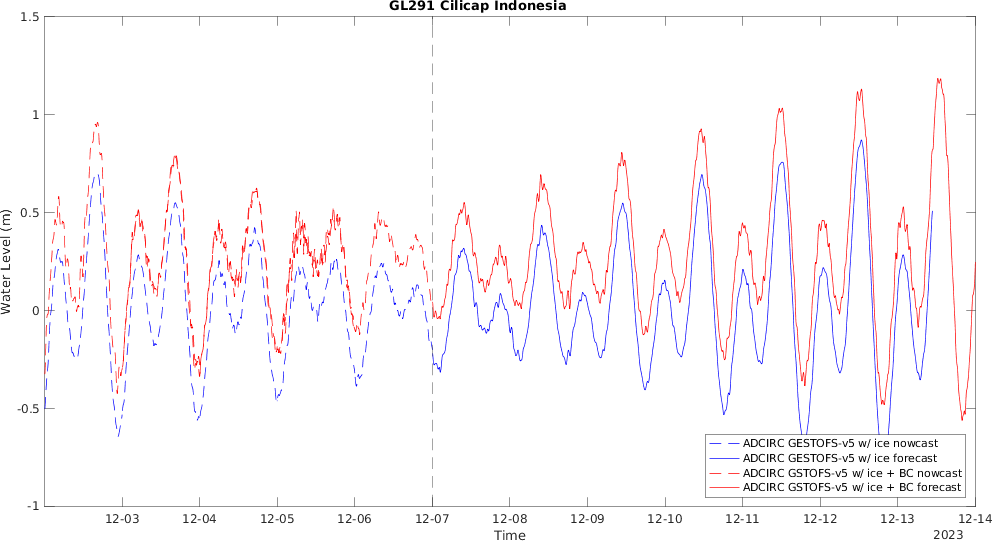 GL291 Cilicap Indonesia
1.5
1
0.5
0
-0.5
-1
Water Level (m)
12-03 12-04 12-05 12-06 12-07 12-08 12-09 12-10 12-11 12-12 12-13 12-14
Time
2023
ADCIRC GESTOFS-v5 w/ ice nowcast
ADCIRC GESTOFS-v5 w/ ice forecast
ADCIRC GSTOFS-v5 w/ ice + BC nowcast
ADCIRC GSTOFS-v5 w/ ice + BC forecast